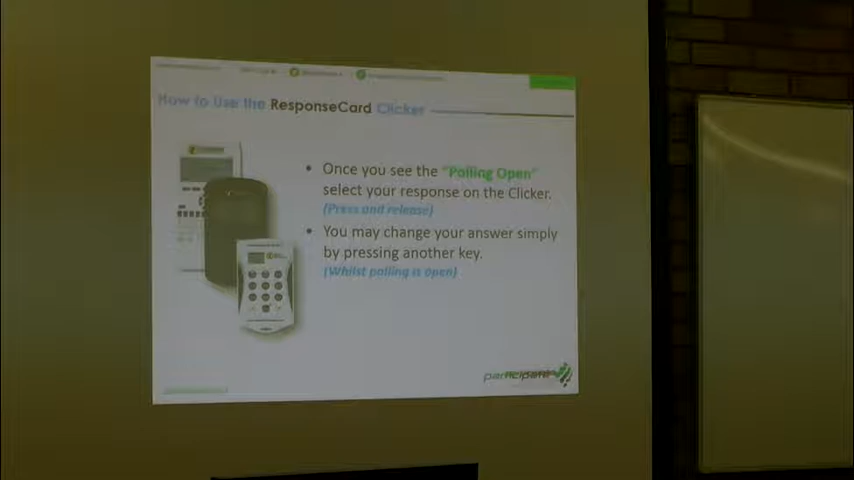 How to Use the ResponseCard Clicker
• Once you see the "Polling Open"
select your response on the Clicker.
(Press and release)
• You may change your answer simply
by pressing another key.
(Whilst polling is open)
participate